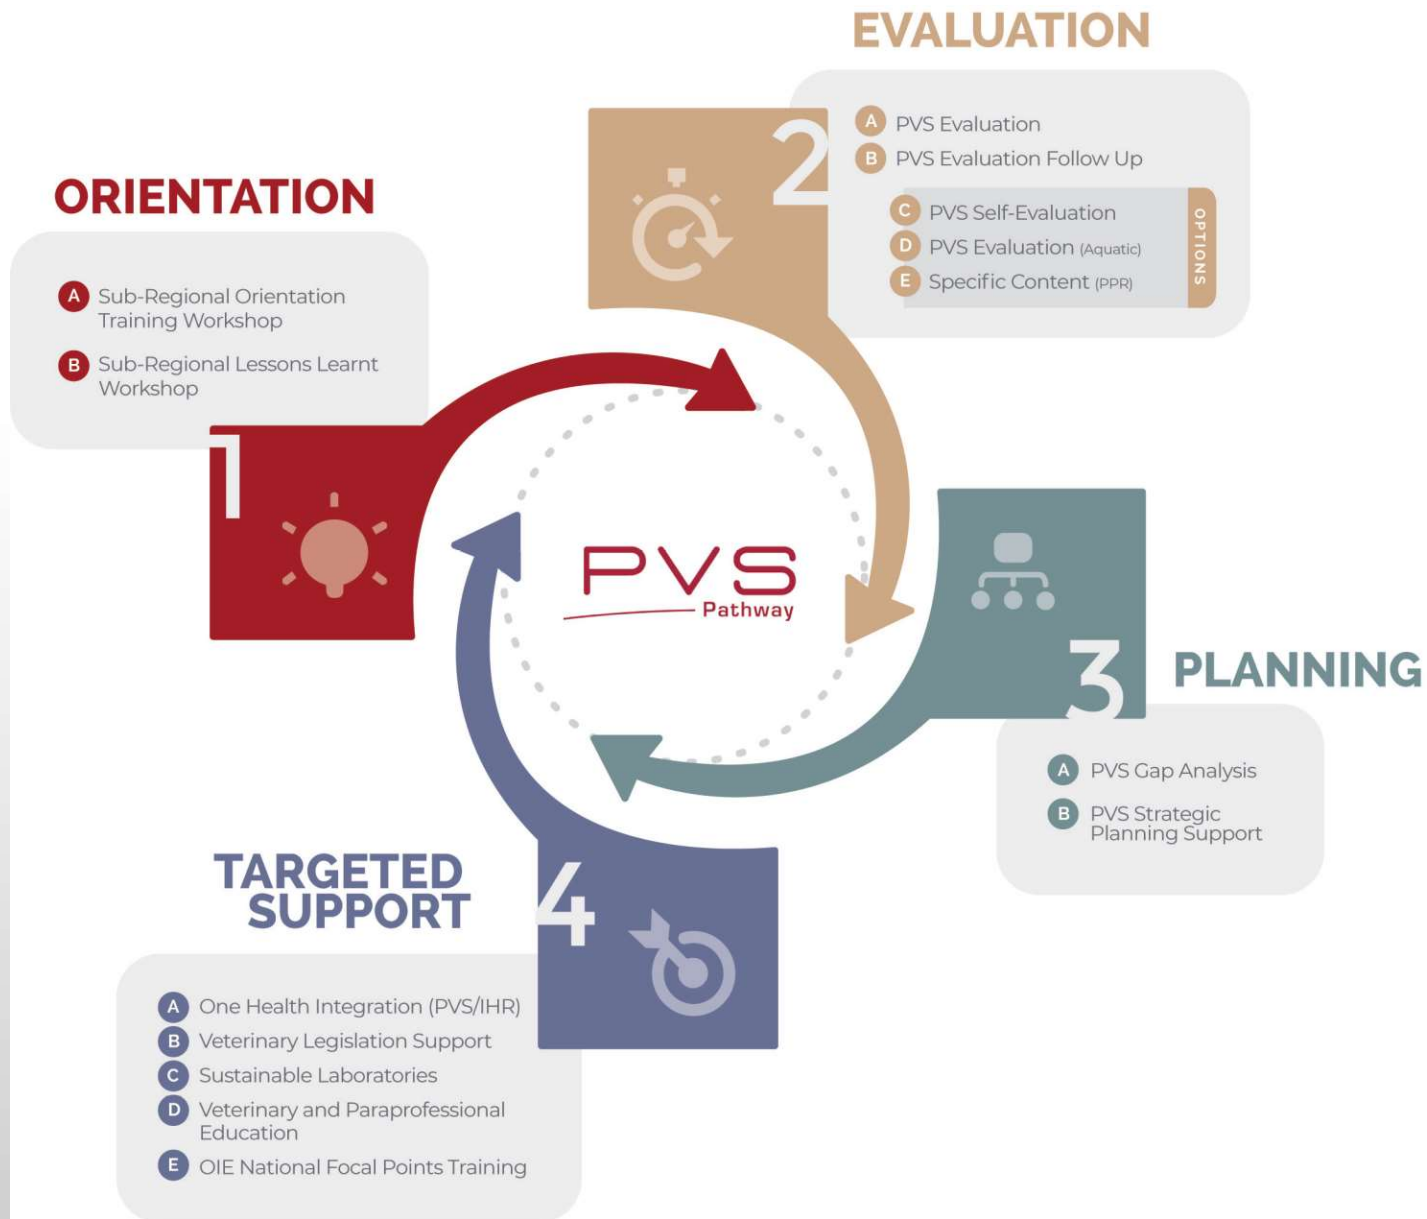 ORIENTATION
A Sub-Regional Orientation
Training Workshop
B Sub-Regional Lessons Learnt
Workshop
1
EVALUATION
2
A PVS Evaluation
B PVS Evaluation Follow Up
C PVS Self-Evaluation
D PVS Evaluation (Aquatic)
E Specific Content (PPR)
OPTIONS
PVS
Pathway
3
PLANNING
A PVS Gap Analysis
B PVS Strategic
Planning Support
TARGETED
SUPPORT
4
A One Health Integration (PVS/IHR)
B Veterinary Legislation Support
C Sustainable Laboratories
D Veterinary and Paraprofessional
Education
E OIE National Focal Points Training